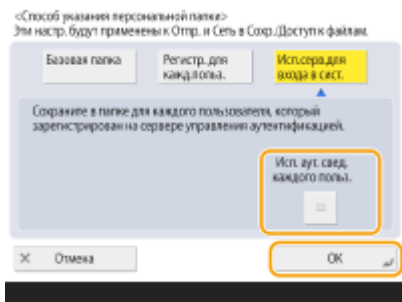 <Способ указания персональной папки>
Эти настр. будут применены к Отпр. и Сеть в Сохр./Доступ к файлам.
Базовая папка
Регистр. для
кажд.польз.
Исп.серв.для
входа в сист.
Сохраните в папке для каждого пользователя, который
зарегистрирован на сервере управления аутентификацией.
Исп. аут. свед.
каждого польз.
× Отмена
OK